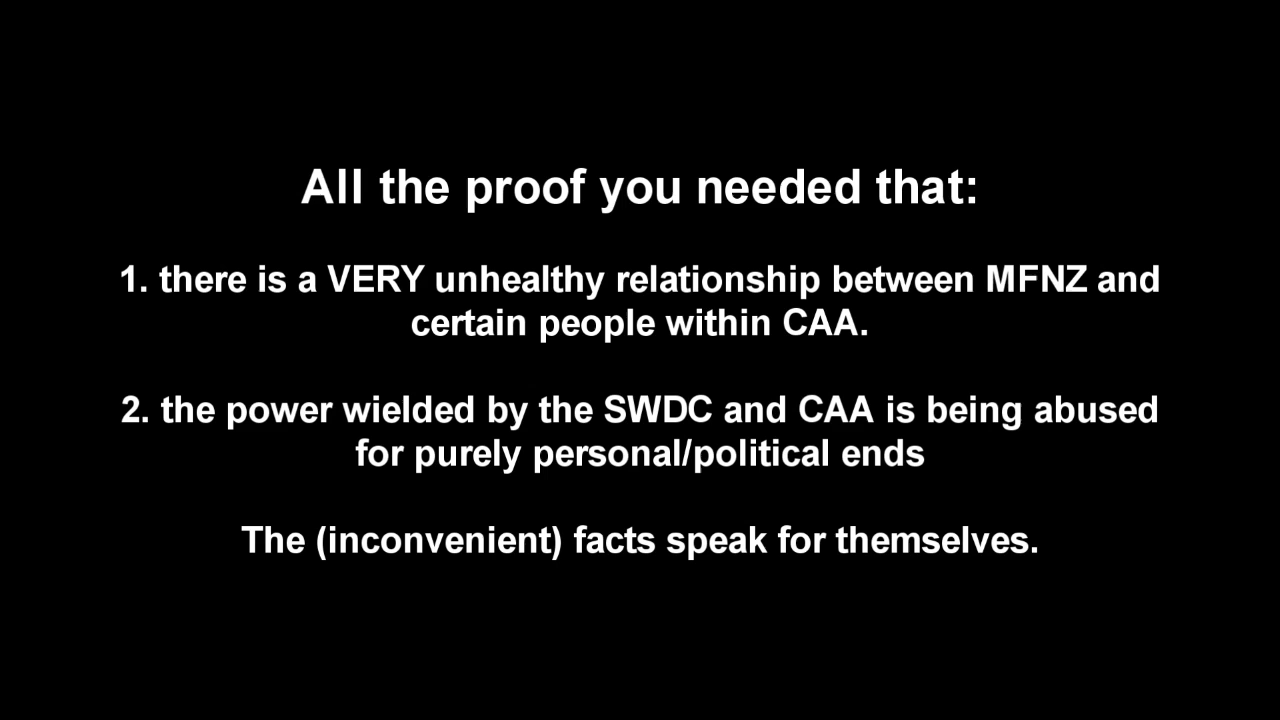 All the proof you needed that:
1. there is a VERY unhealthy relationship between MFNZ and
certain people within CAA.
2. the power wielded by the SWDC and CAA is being abused
for purely personal/political ends
The (inconvenient) facts speak for themselves.